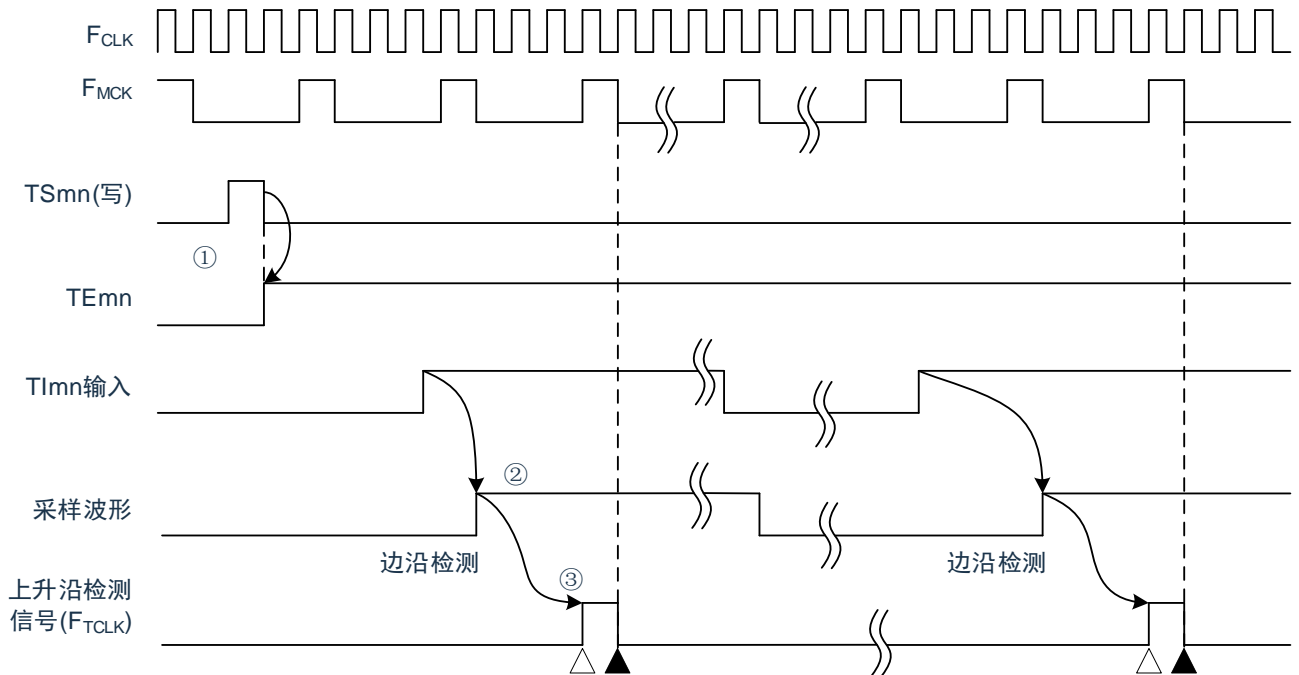 FCLK
FMCK
TSmn(写)
①
TEmn
TImn输入
②
采样波形
边沿检测
边沿检测
③
上升沿检测
信号(FTCLK)